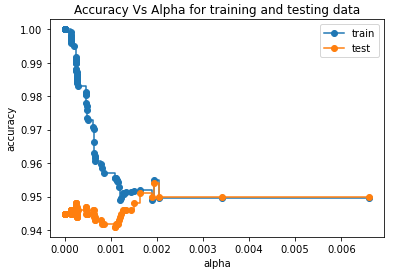 Accuracy Vs Alpha for training and testing data
train
test
accuracy
1.00
0.99
0.98
0.97
0.96
0.95
0.94
0.000
0.001
0.002
0.003
0.004
0.005
0.006
alpha